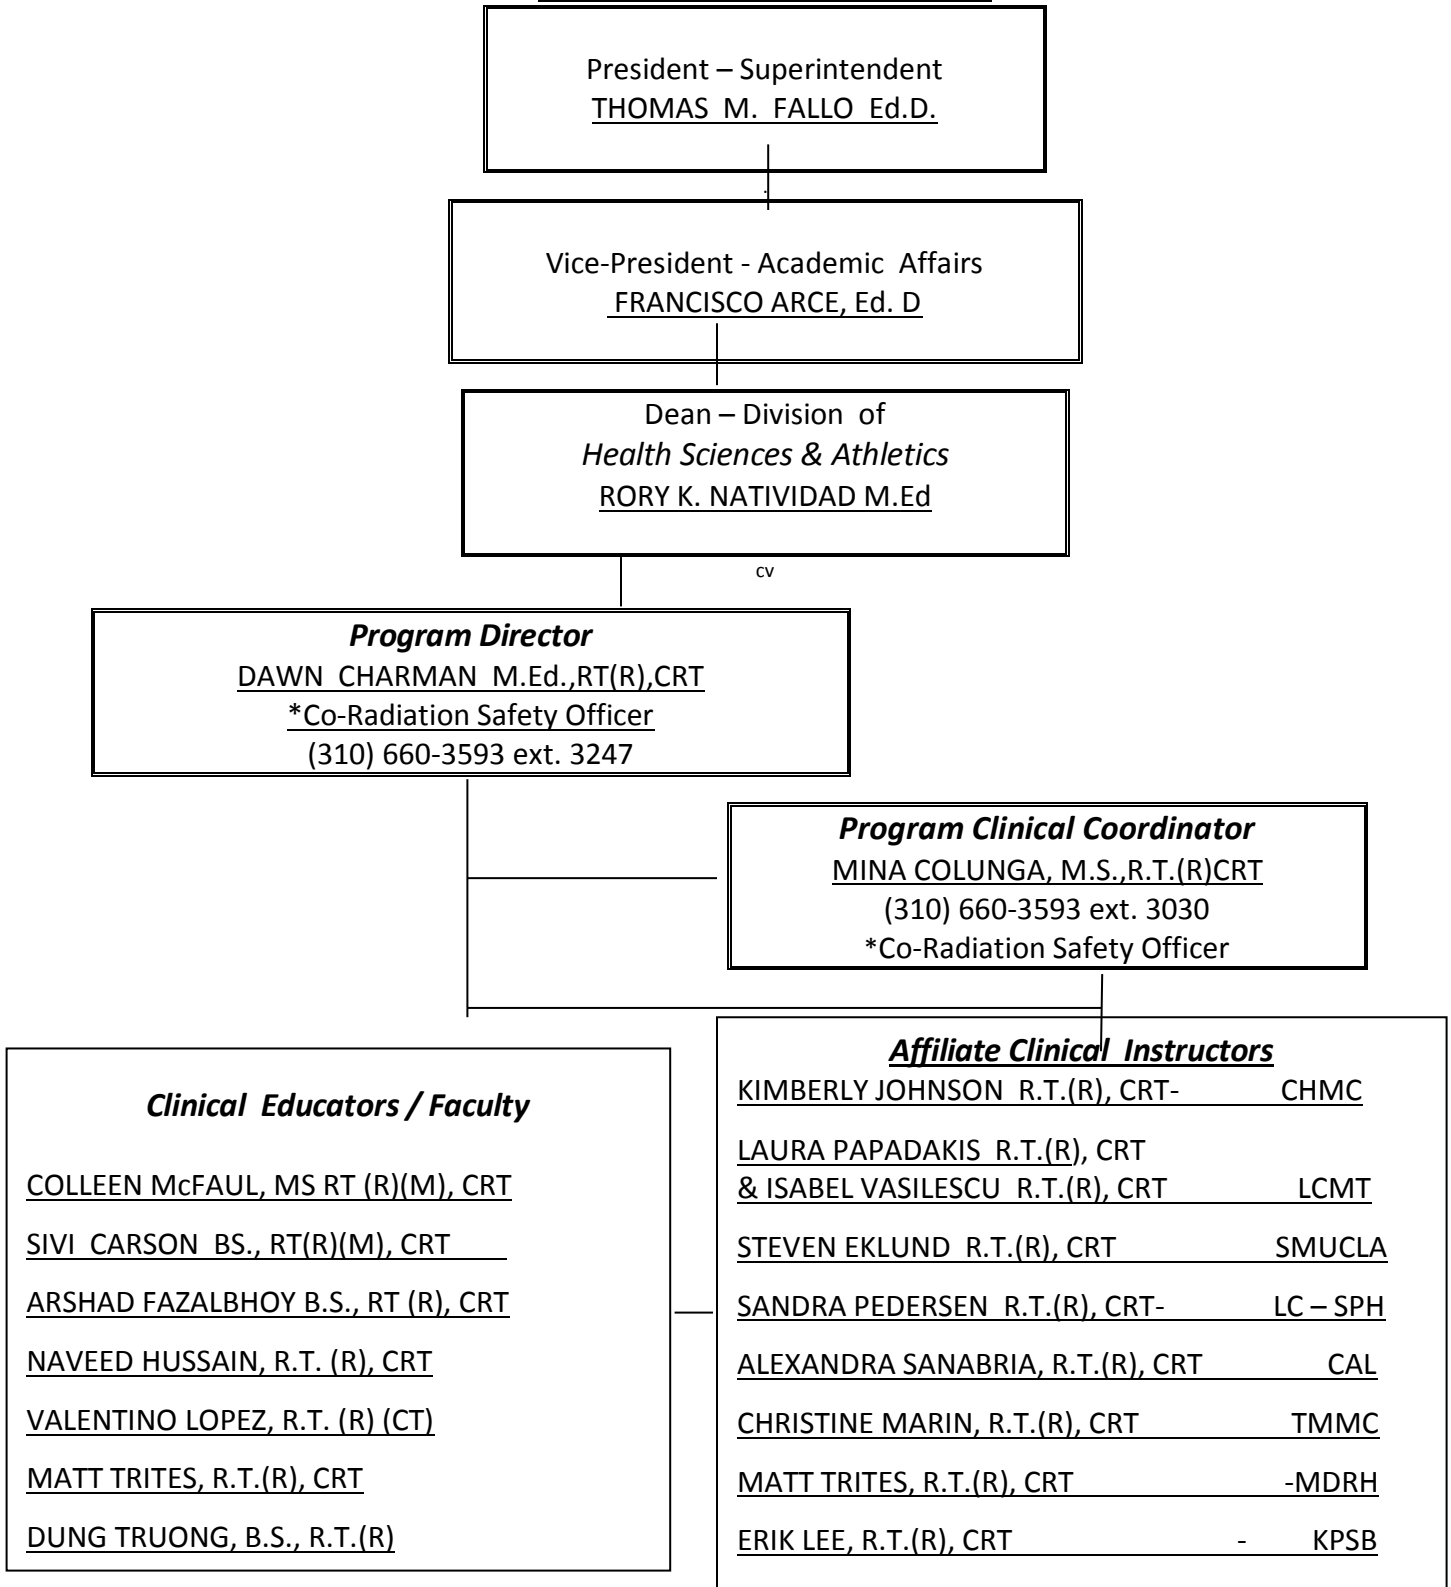 President – Superintendent
THOMAS M. FALLO Ed.D.
.
Vice-President - Academic Affairs
FRANCISCO ARCE, Ed. D
Dean – Division of
Health Sciences & Athletics
RORY K. NATIVIDAD M.Ed
cv
Program Director
DAWN CHARMAN M.Ed.,RT(R),CRT
*Co-Radiation Safety Officer
(310) 660-3593 ext. 3247
Program Clinical Coordinator
MINA COLUNGA, M.S.,R.T.(R)CRT
(310) 660-3593 ext. 3030
*Co-Radiation Safety Officer
Clinical Educators / Faculty
COLLEEN McFAUL, MS RT (R)(M), CRT
SIVI CARSON BS., RT(R)(M), CRT
ARSHAD FAZALBHOY B.S., RT (R), CRT
NAVEED HUSSAIN, R.T. (R), CRT
VALENTINO LOPEZ, R.T. (R) (CT)
MATT TRITES, R.T.(R), CRT
DUNG TRUONG, B.S., R.T.(R)
Affiliate Clinical Instructors
KIMBERLY JOHNSON R.T.(R), CRT- CHMC
LAURA PAPADAKIS R.T.(R), CRT
& ISABEL VASILESCU R.T.(R), CRT LCMT
STEVEN EKLUND R.T.(R), CRT SMUCLA
SANDRA PEDERSEN R.T.(R), CRT- LC – SPH
ALEXANDRA SANABRIA, R.T.(R), CRT CAL
CHRISTINE MARIN, R.T.(R), CRT TMMC
MATT TRITES, R.T.(R), CRT -MDRH
ERIK LEE, R.T.(R), CRT - KPSB